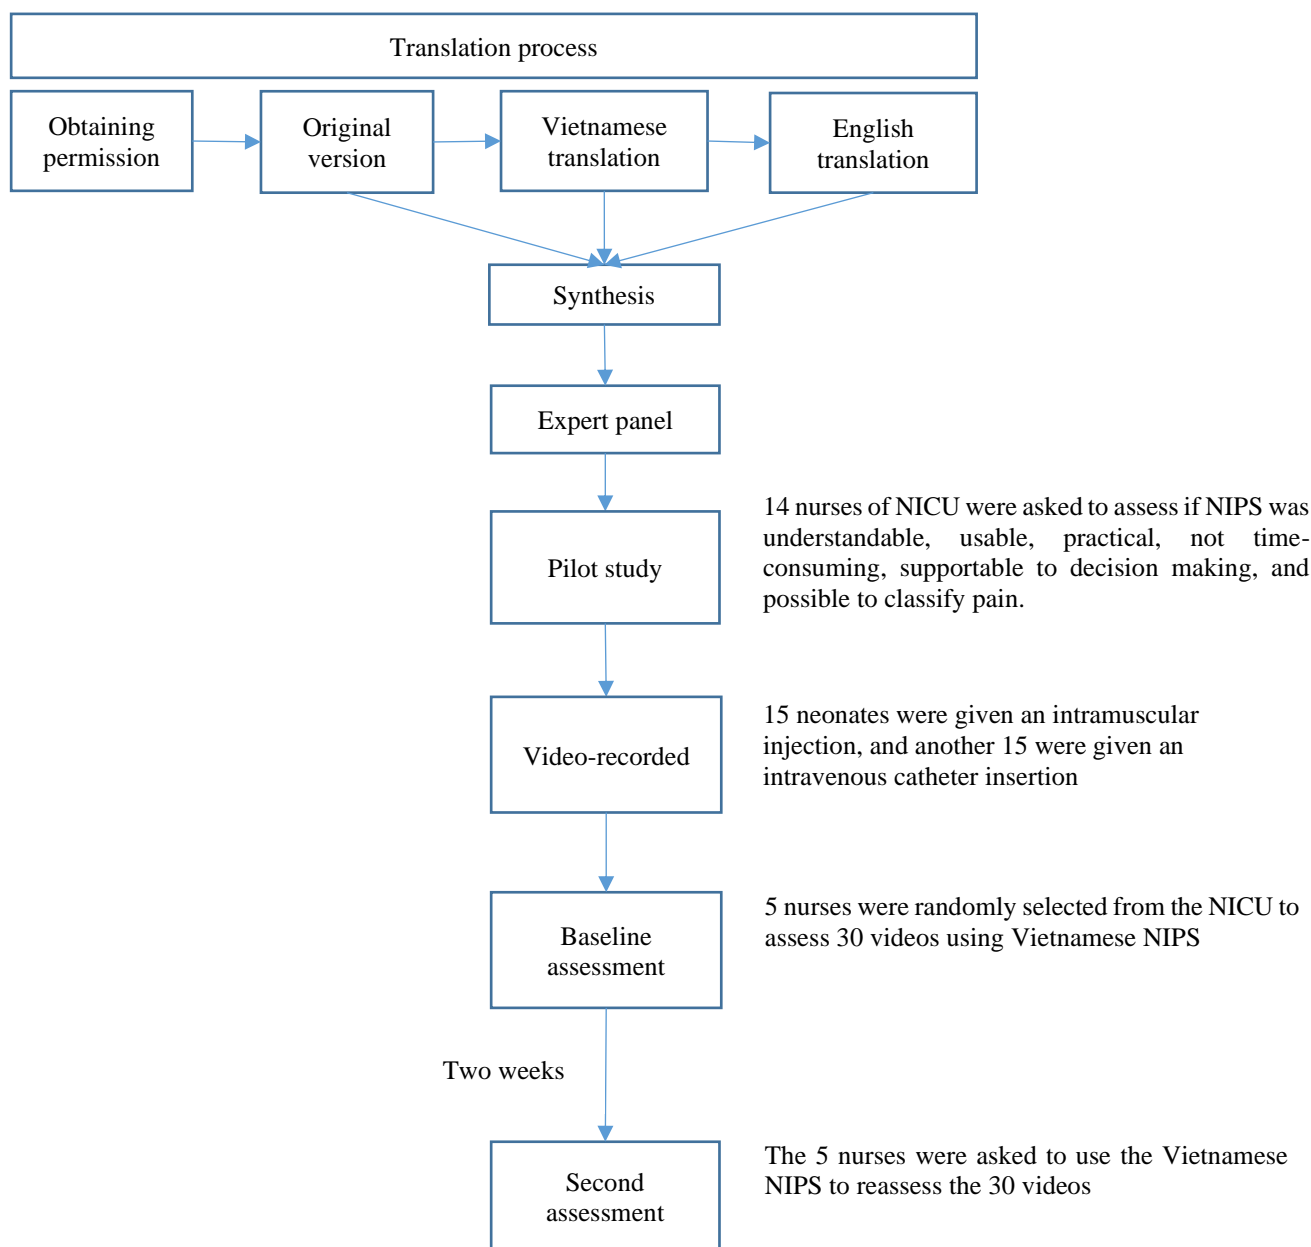 Translation process
Obtaining
permission
Original
version
Vietnamese
translation
English
translation
Synthesis
Expert panel
Pilot study
14 nurses of NICU were asked to assess if NIPS was
understandable, usable, practical, not time-
consuming, supportable to decision making, and
possible to classify pain.
Video-recorded
15 neonates were given an intramuscular
injection, and another 15 were given an
intravenous catheter insertion
Baseline
assessment
5 nurses were randomly selected from the NICU to
assess 30 videos using Vietnamese NIPS
Two weeks
Second
assessment
The 5 nurses were asked to use the Vietnamese
NIPS to reassess the 30 videos